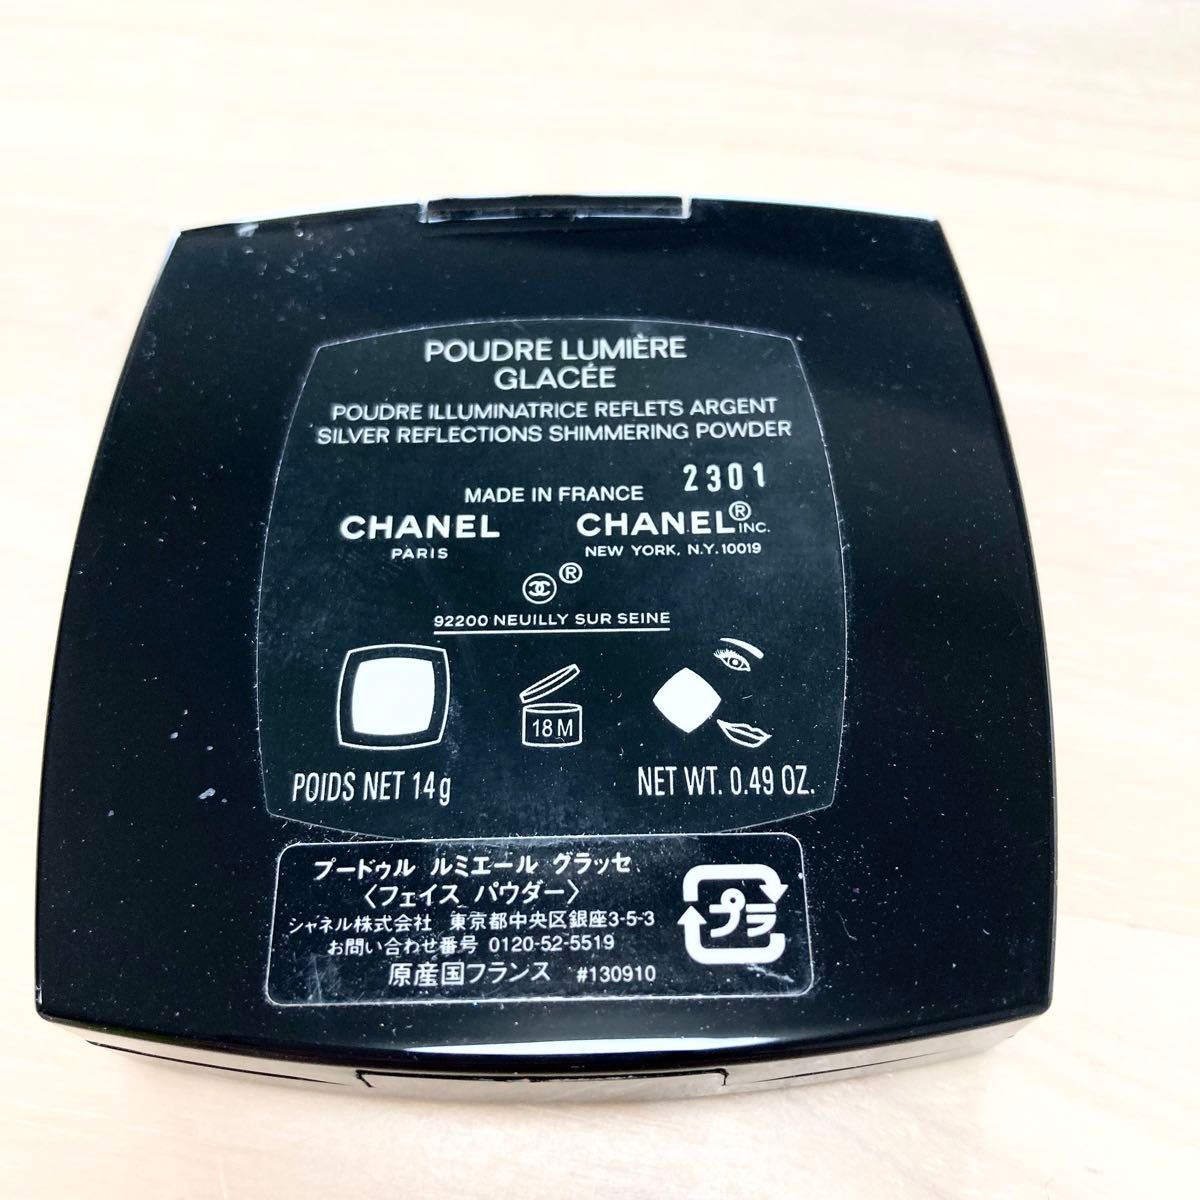 POUDRE LUMIÈRE
GLACÉE
POUDRE ILLUMINATRICE REFLETS ARGENT
SILVER REFLECTIONS SHIMMERING POWDER
2301
MADE IN FRANCE
CHANEL CHANEL® INC.
PARIS NEW YORK, N.Y. 10019
®
92200 NEUILLY SUR SEINE
18M
POIDS NET 14g NET WT. 0.49 OZ.
プードゥル ルミエール グラッセ
〈フェイス パウダー〉
シャネル株式会社 東京都中央区銀座3-5-3
お問い合わせ番号 0120-52-5519
原産国フランス #130910
プラ